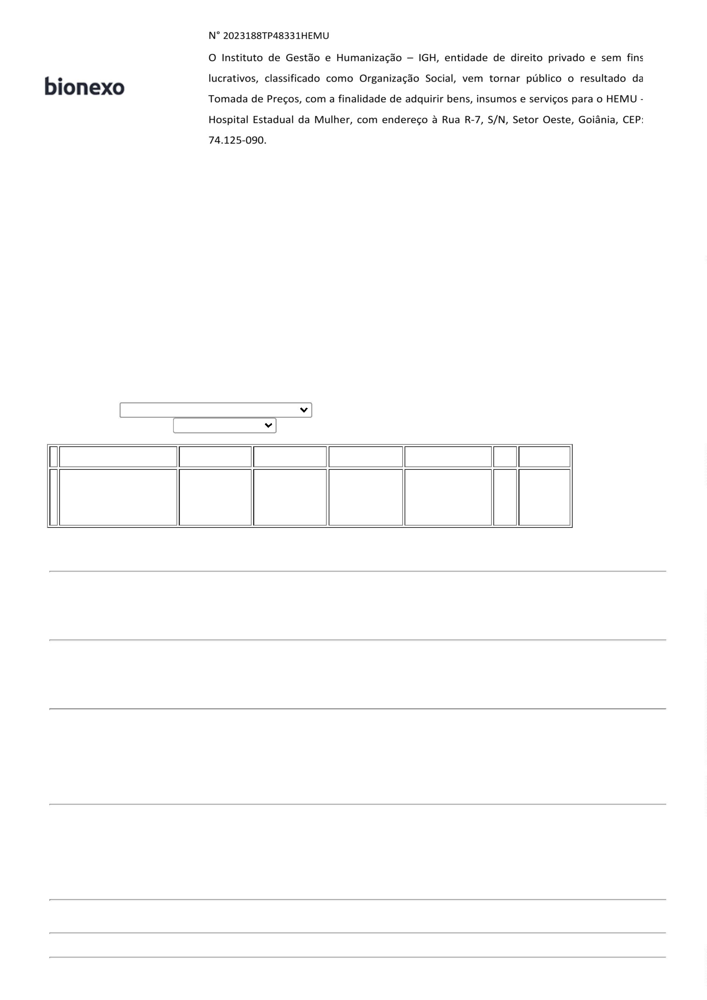 N° 2023188TP48331HEMU
O Instituto de Gestão e Humanização – IGH, entidade de direito privado e sem fins
lucrativos, classificado como Organização Social, vem tornar público o resultado da
bionexo
Tomada de Preços, com a finalidade de adquirir bens, insumos e serviços para o HEMU -
Hospital Estadual da Mulher, com endereço à Rua R-7, S/N, Setor Oeste, Goiânia, CEP:
74.125-090.